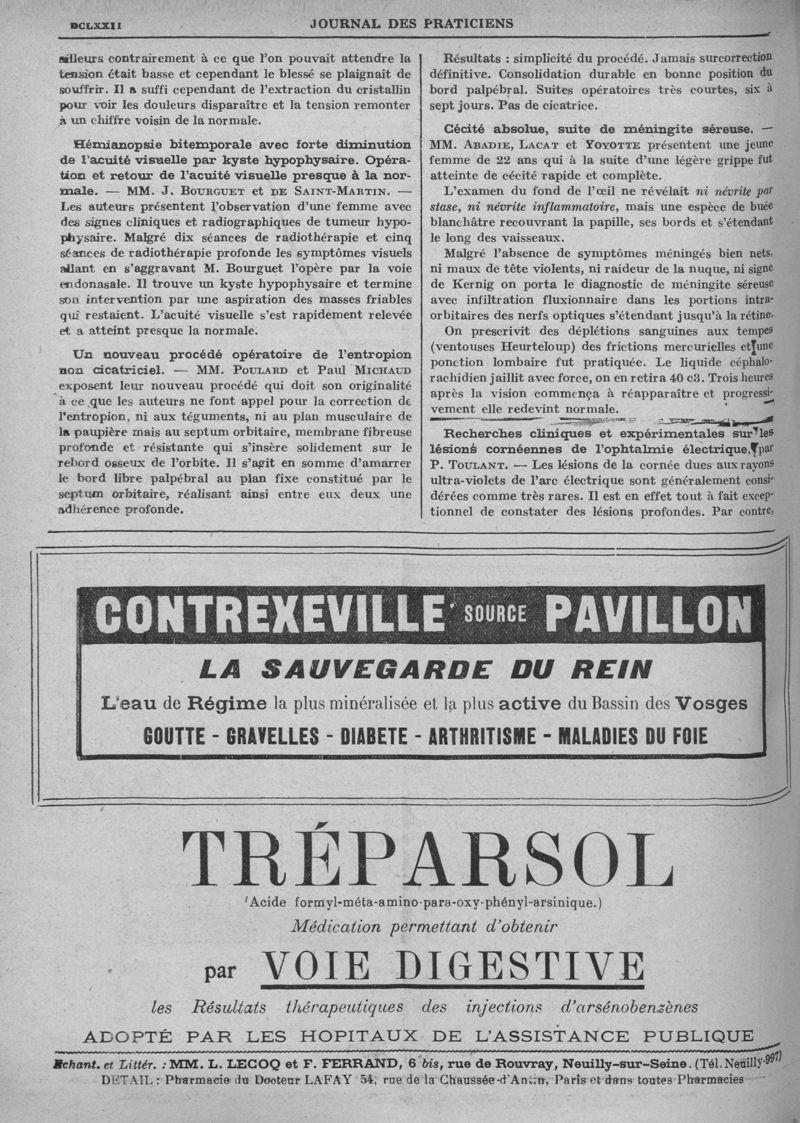 DCLXXII
JOURNAL DES PRATICIENS
ailleurs contrairement à ce que l'on pouvait attendre la
tension était basse et cependant le blessé se plaignait de
souffrir. Il a suffi cependant de l'extraction du cristallin
pour voir les douleurs disparaître et la tension remonter
à un chiffre voisin de la normale.
Hémianopsie bitemporale avec forte diminution
de l'acuité visuelle par kyste hypophysaire. Opéra-
tion et retour de l'acuité visuelle presque à la nor-
male. — MM. J. BOURGUET et DE SAINT-MARTIN. —
Les auteurs présentent l'observation d'une femme avec
des signes cliniques et radiographiques de tumeur hypo-
physaire. Malgré dix séances de radiothérapie et cinq
séances de radiothérapie profonde les symptômes visuels
allant en s'aggravant M. Bourguet l'opère par la voie
endonasale. Il trouve un kyste hypophysaire et termine
son intervention par une aspiration des masses friables
qui restaient. L'acuité visuelle s'est rapidement relevée
et a atteint presque la normale.
Un nouveau procédé opératoire de l'entropion
non cicatriciel. — MM. POULARD et Paul MICHAUD
exposent leur nouveau procédé qui doit son originalité
à ce que les auteurs ne font appel pour la correction de
l'entropion, ni aux téguments, ni au plan musculaire de
la paupière mais au septum orbitaire, membrane fibreuse
profonde et résistante qui s'insère solidement sur le
rebord osseux de l'orbite. Il s'agit en somme d'amarrer
le bord libre palpébral au plan fixe constitué par le
septum orbitaire, réalisant ainsi entre eux deux une
adhérence profonde.
Résultats : simplicité du procédé. Jamais surcorrection
définitive. Consolidation durable en bonne position du
bord palpébral. Suites opératoires très courtes, six à
sept jours. Pas de cicatrice.
Cécité absolue, suite de méningite séreuse. —
MM. ABADIE, LACAT et YOYOTTE présentent une jeune
femme de 22 ans qui à la suite d'une légère grippe fut
atteinte de cécité rapide et complète.
L'examen du fond de l'œil ne révélait ni névrite par
stase, ni névrite inflammatoire, mais une espèce de buée
blanchâtre recouvrant la papille, ses bords et s'étendant
le long des vaisseaux.
Malgré l'absence de symptômes méningés bien nets,
ni maux de tête violents, ni raideur de la nuque, ni signe
de Kernig on porta le diagnostic de méningite séreuse
avec infiltration fluxionnaire dans les portions intra-
orbitaires des nerfs optiques s'étendant jusqu'à la rétine.
On prescrivit des déplétions sanguines aux tempes
(ventouses Heurteloup) des frictions mercurielles et une
ponction lombaire fut pratiquée. Le liquide céphalo-
rachidien jaillit avec force, on en retira 40 c3. Trois heures
après la vision commença à réapparaître et progressi-
vement elle redevint normale.
Recherches cliniques et expérimentales sur les
lésions cornéennes de l'ophtalmie électrique, par
P. TOULANT. — Les lésions de la cornée dues aux rayons
ultra-violets de l'arc électrique sont généralement consi-
dérées comme très rares. Il est en effet tout à fait excep-
tionnel de constater des lésions profondes. Par contre,
CONTREXEVILLE SOURCE PAVILLON
LA SAUVEGARDE DU REIN
L'eau de Régime la plus minéralisée et la plus active du Bassin des Vosges
GOUTTE - GRAVELLES - DIABETE - ARTHRITISME - MALADIES DU FOIE
TRÉPARSOL
(Acide formyl-méta-amino-para-oxy-phényl-arsinique.)
Médication permettant d'obtenir
par VOIE DIGESTIVE
les Résultats thérapeutiques des injections d'arsénobenzènes
ADOPTÉ PAR LES HOPITAUX DE L'ASSISTANCE PUBLIQUE
Echant. et Littér. : MM. L. LECOQ et F. FERRAND, 6 bis, rue de Rouvray, Neuilly-sur-Seine. (Tél. Neuilly-997)
DETAIL : Pharmacie du Docteur LAFAY 54, rue de la Chaussée-d'Antin, Paris et dans toutes Pharmacies